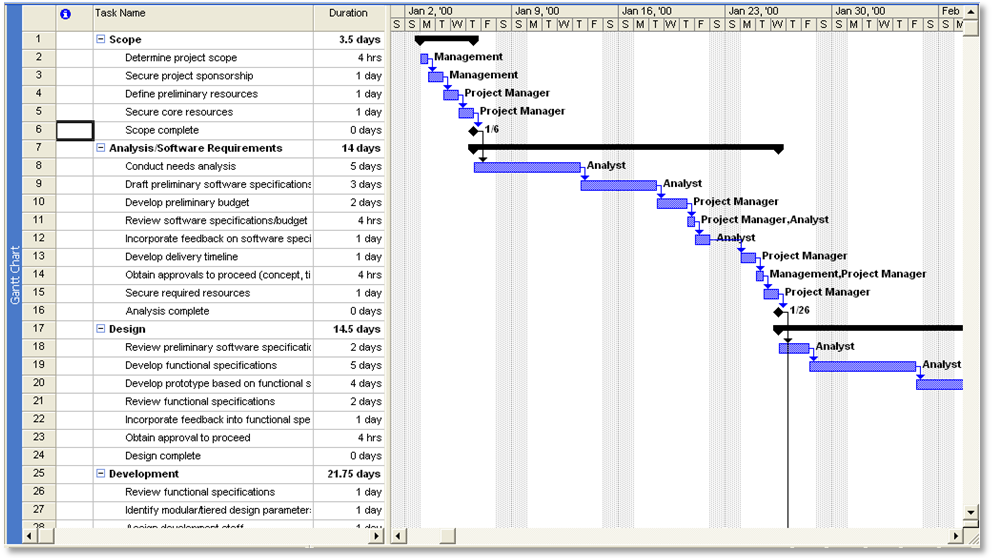 Task Name Duration Jan 2, '00 Jan 9, '00 Jan 16, '00 Jan 23, '00 Jan 30, '00 Feb
S S M T W T F S S M T W T F S S M T W T F S S M T W T F S S M T W T F S S M
1 Scope 3.5 days
2 Determine project scope 4 hrs Management
3 Secure project sponsorship 1 day Management
4 Define preliminary resources 1 day Project Manager
5 Secure core resources 1 day Project Manager
6 Scope complete 0 days 1/6
7 Analysis/Software Requirements 14 days
8 Conduct needs analysis 5 days Analyst
9 Draft preliminary software specifications 3 days Analyst
10 Develop preliminary budget 2 days Project Manager
11 Review software specifications/budget 4 hrs Project Manager,Analyst
12 Incorporate feedback on software speci 1 day Analyst
13 Develop delivery timeline 1 day Project Manager
14 Obtain approvals to proceed (concept, ti 4 hrs Management,Project Manager
15 Secure required resources 1 day Project Manager
16 Analysis complete 0 days 1/26
17 Design 14.5 days
18 Review preliminary software specificati 2 days Analyst
19 Develop functional specifications 5 days Analyst
20 Develop prototype based on functional s 4 days
21 Review functional specifications 2 days
22 Incorporate feedback into functional spe 1 day
23 Obtain approval to proceed 4 hrs
24 Design complete 0 days
25 Development 21.75 days
26 Review functional specifications 1 day
27 Identify modular/tiered design parameter 1 day
28 Assign development staff 1 day
Gantt Chart